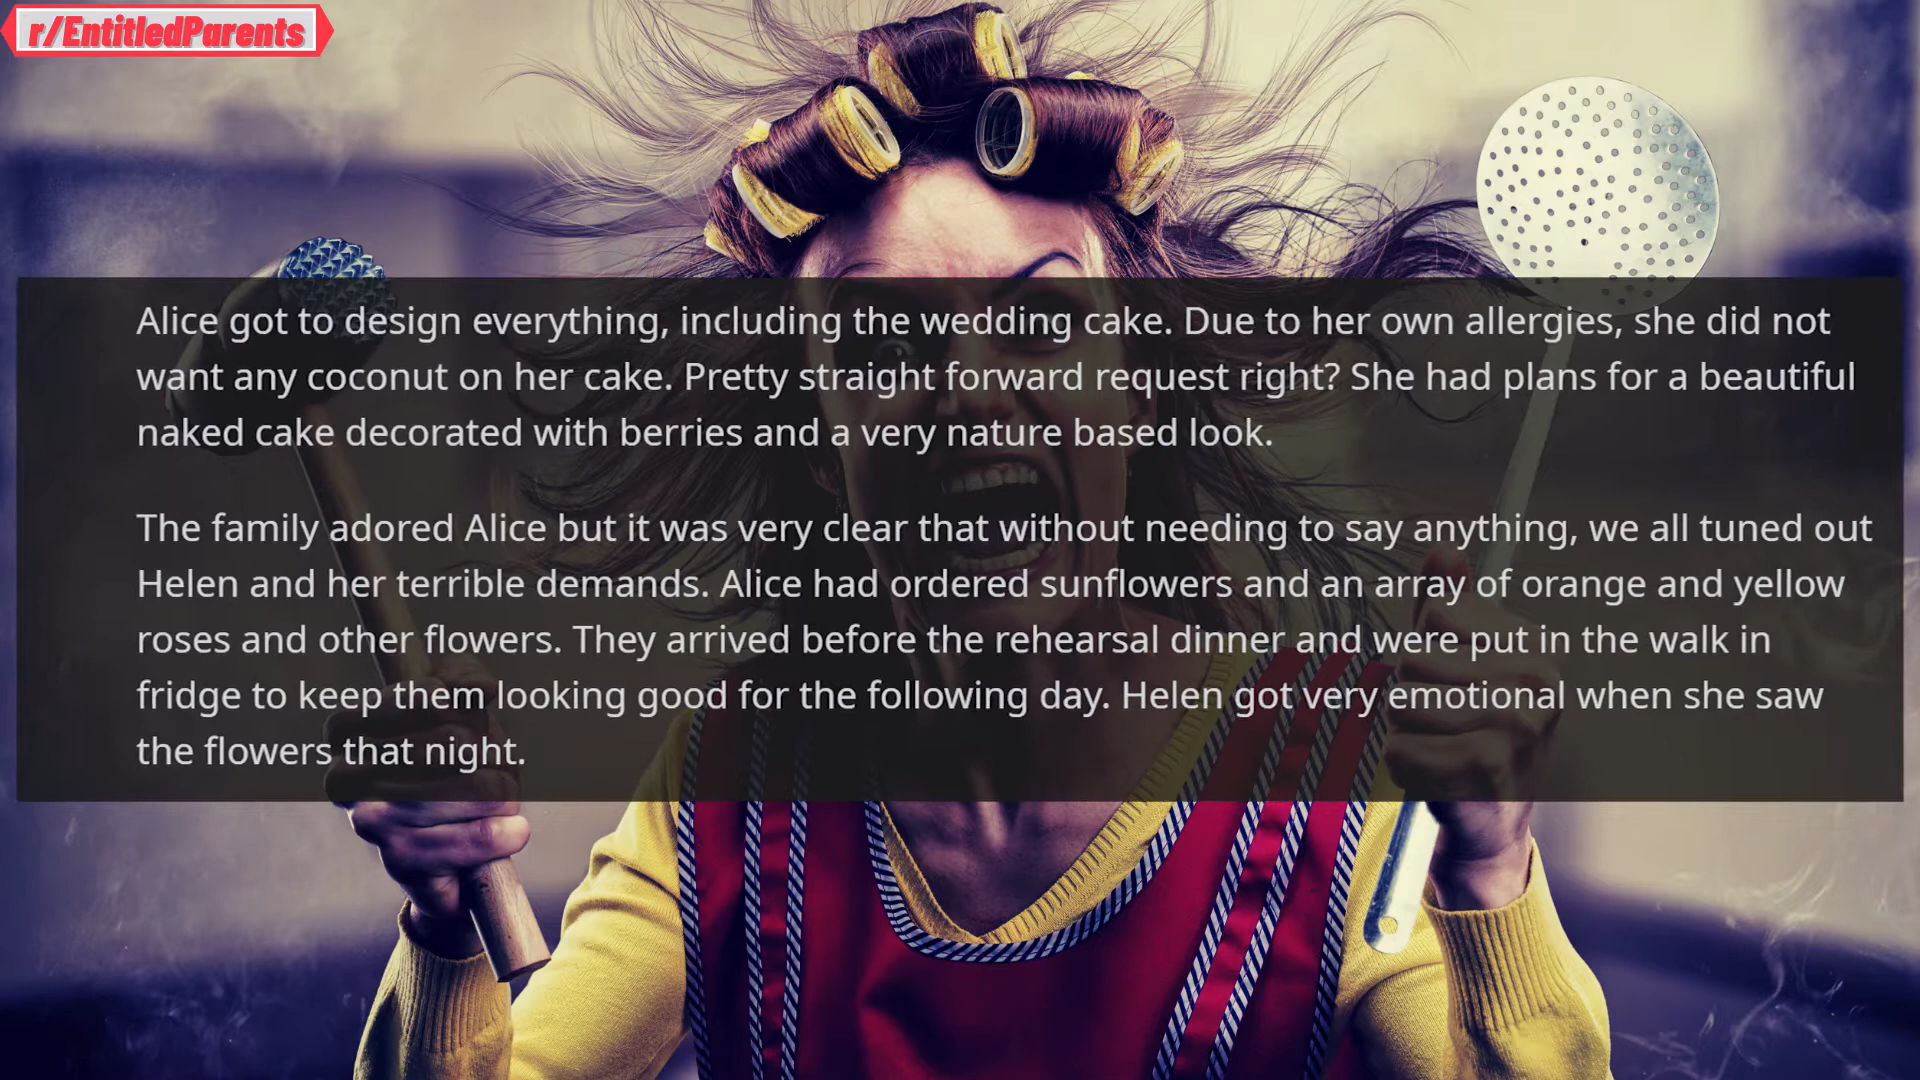 r/EntitledParents
Alice got to design everything, including the wedding cake. Due to her own allergies, she did not
want any coconut on her cake. Pretty straight forward request right? She had plans for a beautiful
naked cake decorated with berries and a very nature based look.
The family adored Alice but it was very clear that without needing to say anything, we all tuned out
Helen and her terrible demands. Alice had ordered sunflowers and an array of orange and yellow
roses and other flowers. They arrived before the rehearsal dinner and were put in the walk in
fridge to keep them looking good for the following day. Helen got very emotional when she saw
the flowers that night.